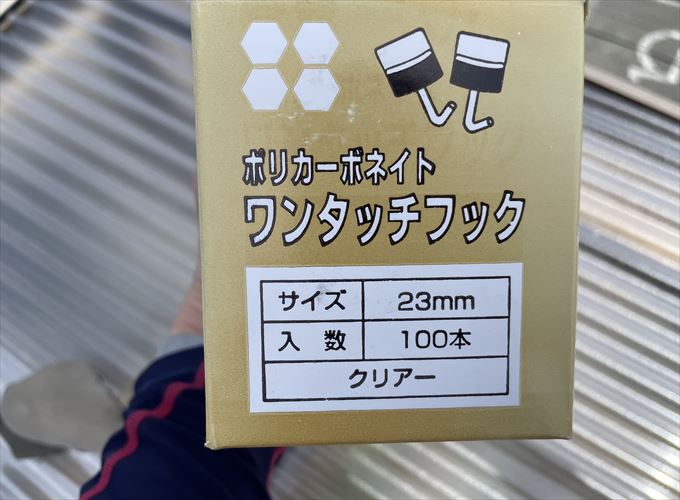 ポリカーボネイト
ワンタッチフック
サイズ 23mm
入数 100本
クリアー